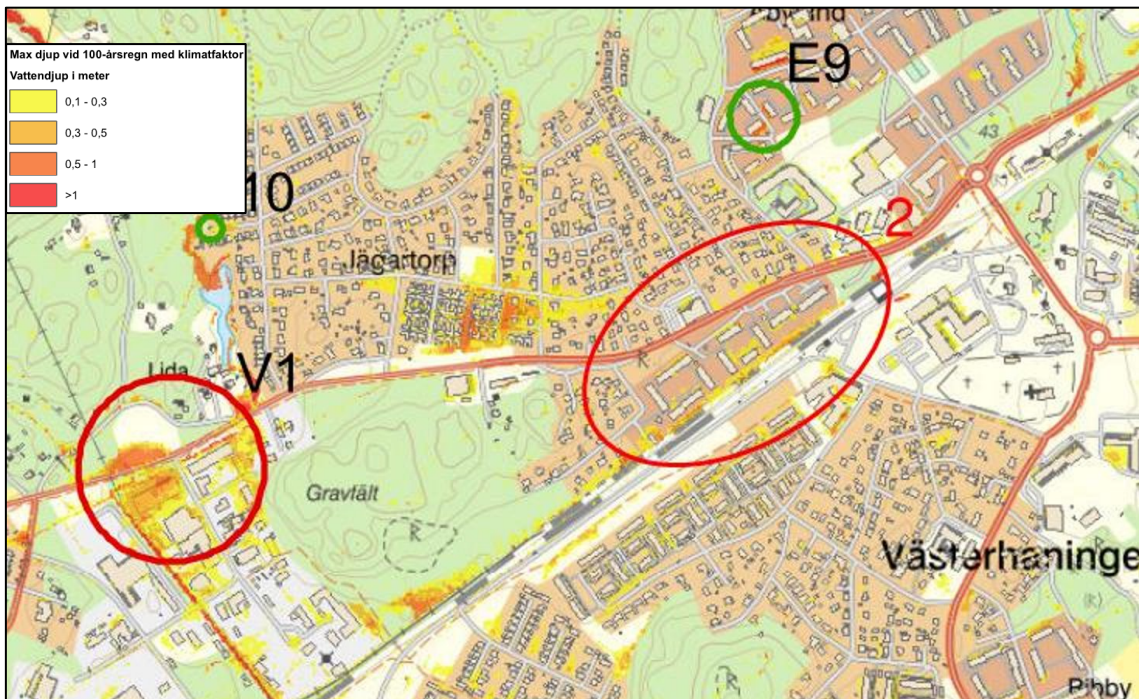 Max djup vid 100-årsregn med klimatfaktor
Vattendjup i meter
0,1 - 0,3
0,3 - 0,5
0,5 - 1
>1
E9
43
10
2
Jägartorp
Lida
V1
Gravfält
Västerhaninge
(R)
Ribby